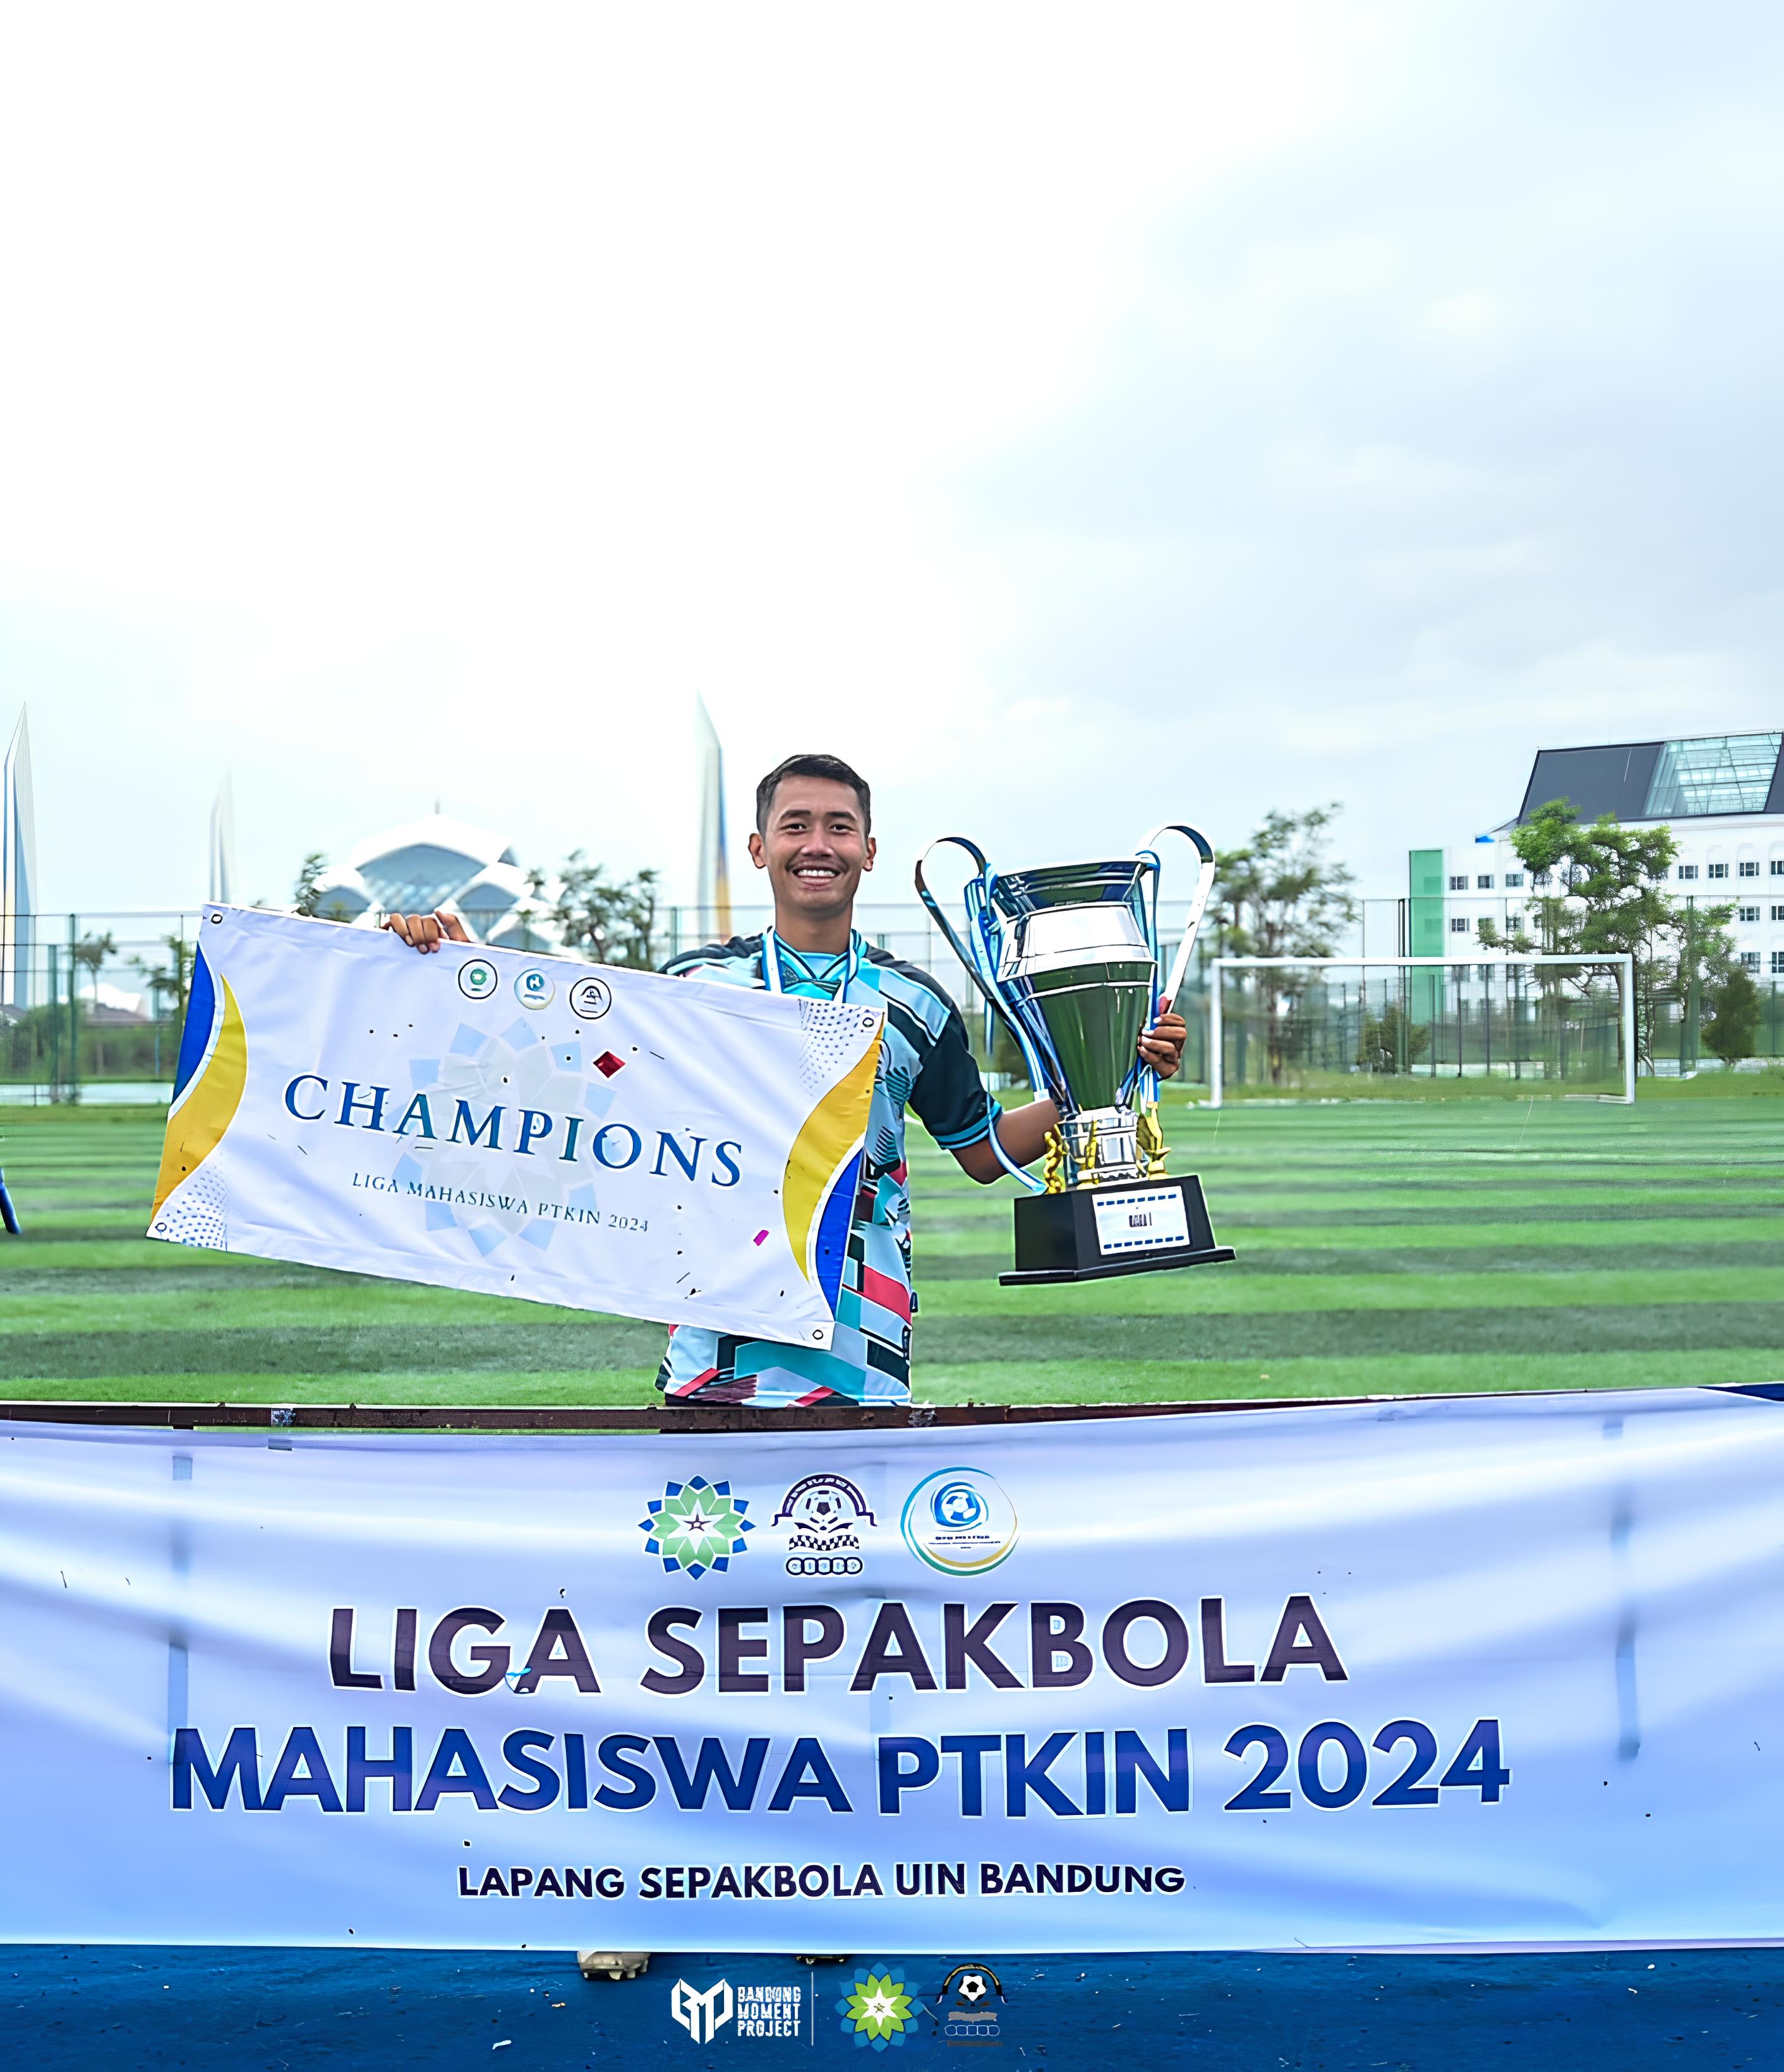 CHAMPIONS
LIGA MAHASISWA PTKIN 2024
LIGA SEPAKBOLA
MAHASISWA PTKIN 2024
LAPANG SEPAKBOLA UIN BANDUNG
BANDUNG
MOMENT
PROJECT